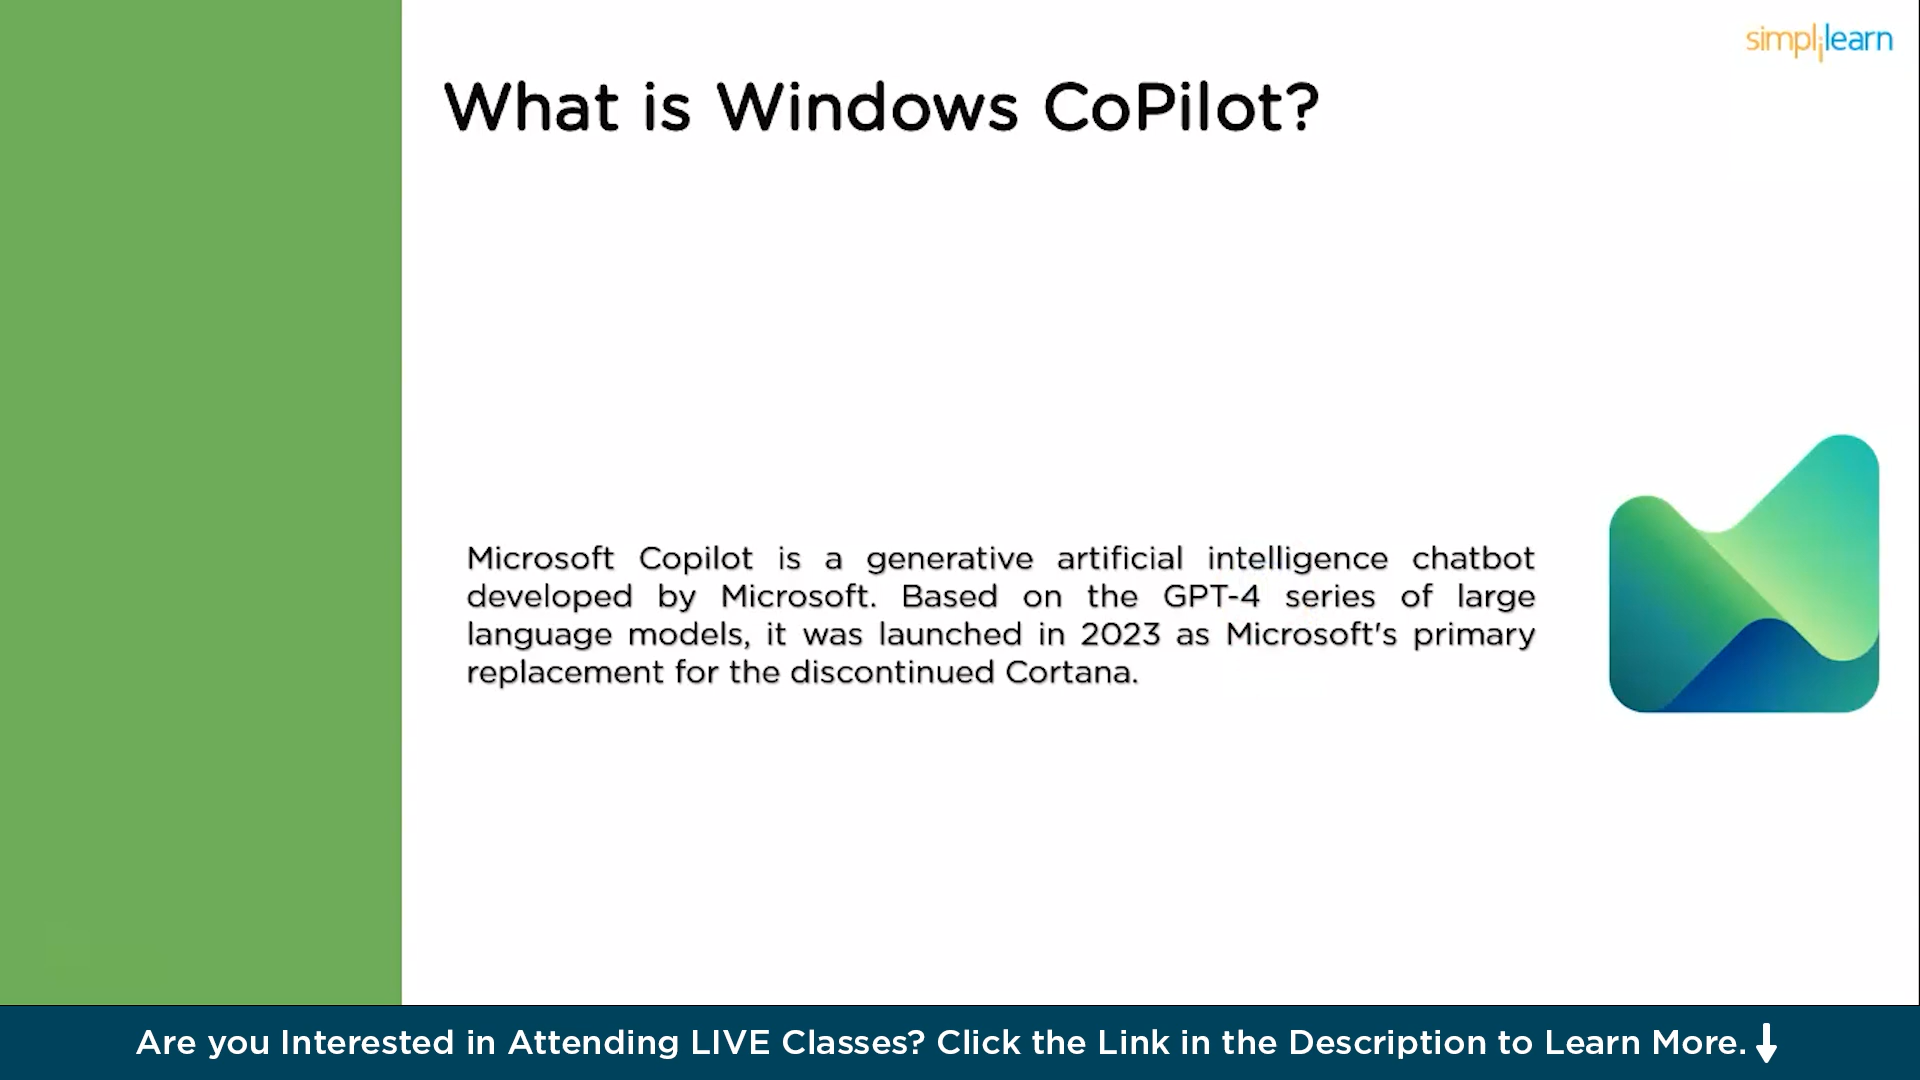 simplilearn
What is Windows CoPilot?
Microsoft Copilot is a generative artificial intelligence chatbot
developed by Microsoft. Based on the GPT-4 series of large
language models, it was launched in 2023 as Microsoft's primary
replacement for the discontinued Cortana.
Are you Interested in Attending LIVE Classes? Click the Link in the Description to Learn More.